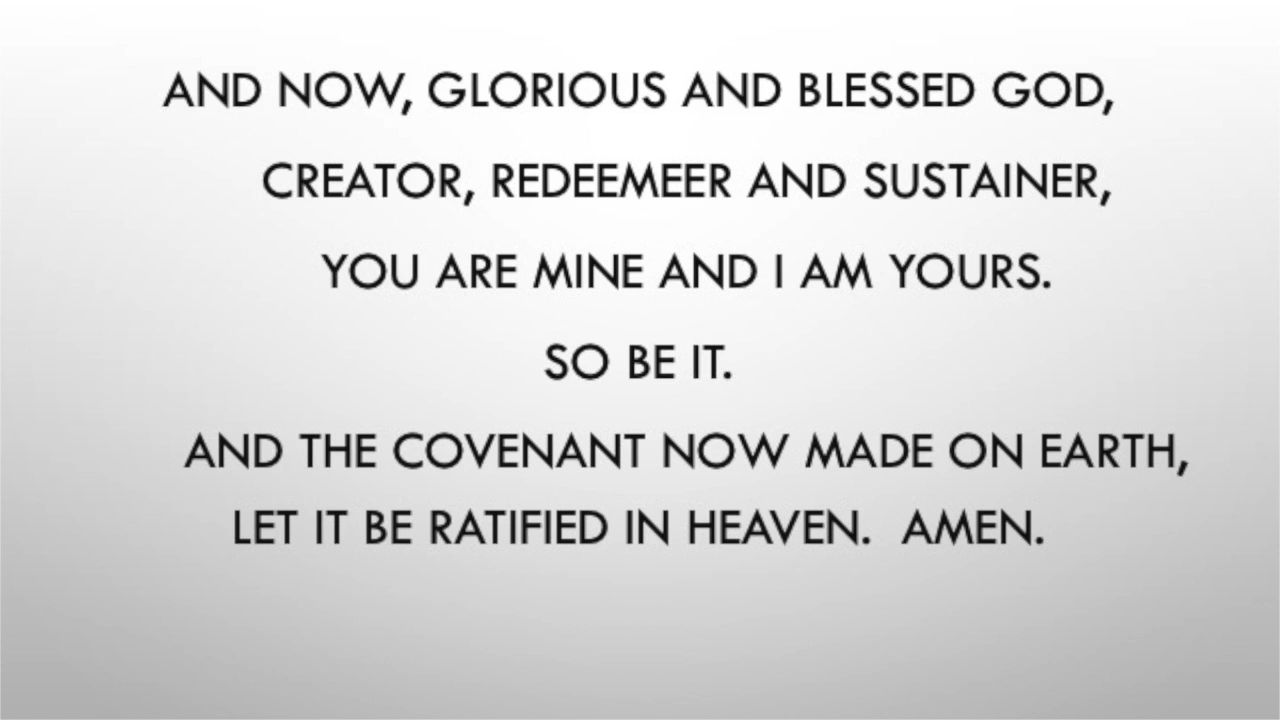 AND NOW, GLORIOUS AND BLESSED GOD,
CREATOR, REDEEMEER AND SUSTAINER,
YOU ARE MINE AND I AM YOURS.
SO BE IT.
AND THE COVENANT NOW MADE ON EARTH,
LET IT BE RATIFIED IN HEAVEN.  AMEN.